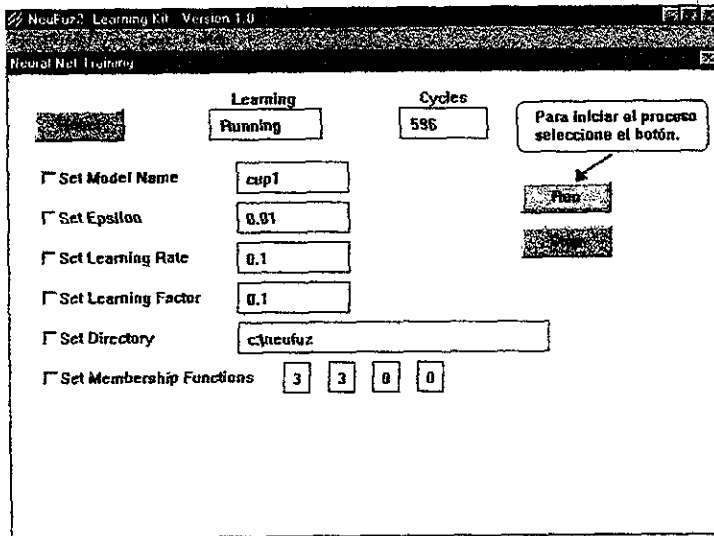 NeuFuz2 Learning Kit Version 1.0
Neural Net Training
Learning
Cycles
Running
596
Para iniciar el proceso
seleccione el botón.
Set Model Name
cup1
Run
Set Epsilon
0.01
Set Learning Rate
0.1
Set Learning Factor
0.1
Set Directory
c:\neufuz
Set Membership Functions
3 3 0 0